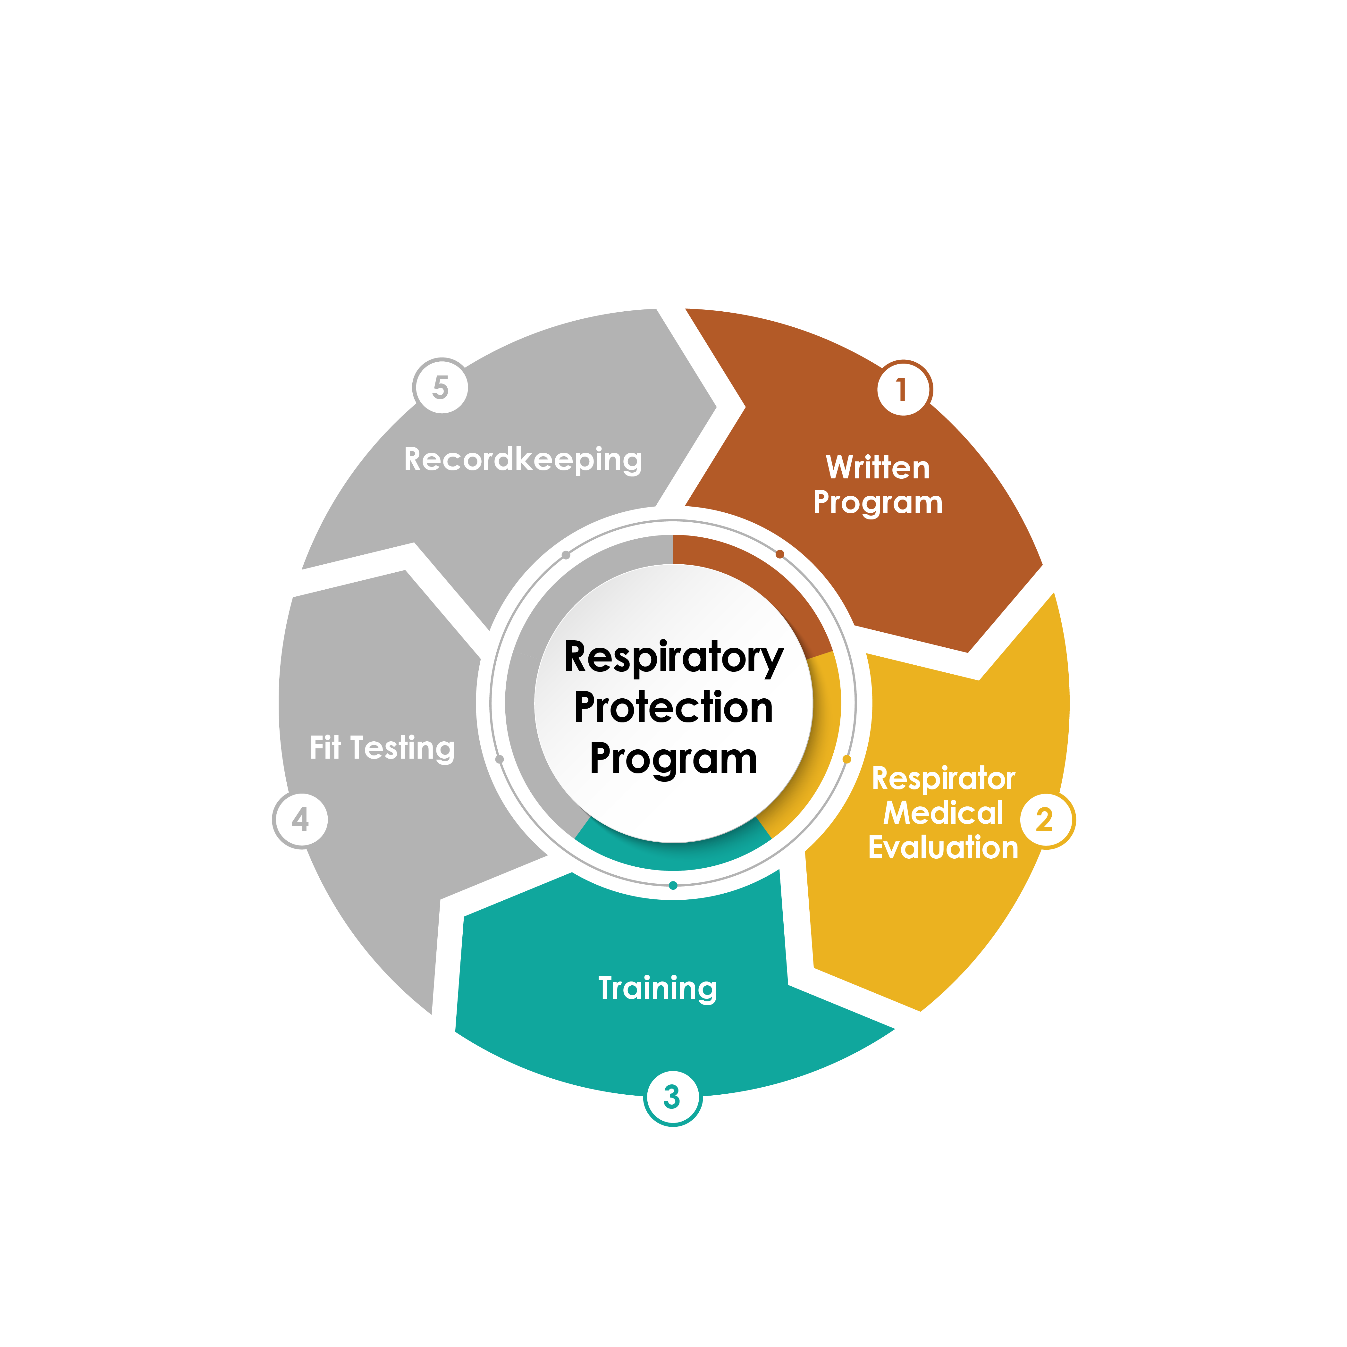 Respiratory
Protection
Program
1
Written
Program
2
Respirator
Medical
Evaluation
3
Training
4
Fit Testing
5
Recordkeeping